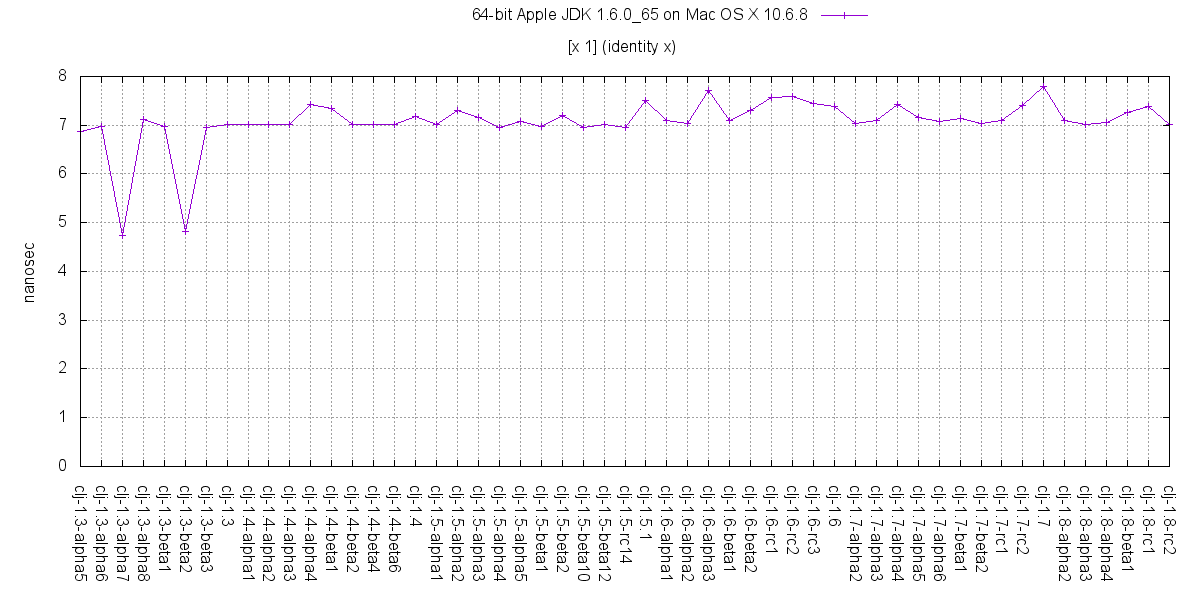 64-bit Apple JDK 1.6.0_65 on Mac OS X 10.6.8
[x 1] (identity x)
nanosec
8
7
6
5
4
3
2
1
0
clj-1.3-alpha5
clj-1.3-alpha6
clj-1.3-alpha7
clj-1.3-alpha8
clj-1.3-beta1
clj-1.3-beta2
clj-1.3-beta3
clj-1.3
clj-1.4-alpha1
clj-1.4-alpha2
clj-1.4-alpha3
clj-1.4-alpha4
clj-1.4-beta1
clj-1.4-beta2
clj-1.4-beta4
clj-1.4-beta6
clj-1.4
clj-1.5-alpha1
clj-1.5-alpha2
clj-1.5-alpha3
clj-1.5-alpha4
clj-1.5-alpha5
clj-1.5-beta1
clj-1.5-beta2
clj-1.5-beta10
clj-1.5-beta12
clj-1.5-rc14
clj-1.5.1
clj-1.6-alpha1
clj-1.6-alpha2
clj-1.6-alpha3
clj-1.6-beta1
clj-1.6-beta2
clj-1.6-rc1
clj-1.6-rc2
clj-1.6-rc3
clj-1.6
clj-1.7-alpha2
clj-1.7-alpha3
clj-1.7-alpha4
clj-1.7-alpha5
clj-1.7-alpha6
clj-1.7-beta1
clj-1.7-beta2
clj-1.7-rc1
clj-1.7-rc2
clj-1.7
clj-1.8-alpha2
clj-1.8-alpha3
clj-1.8-alpha4
clj-1.8-beta1
clj-1.8-rc1
clj-1.8-rc2